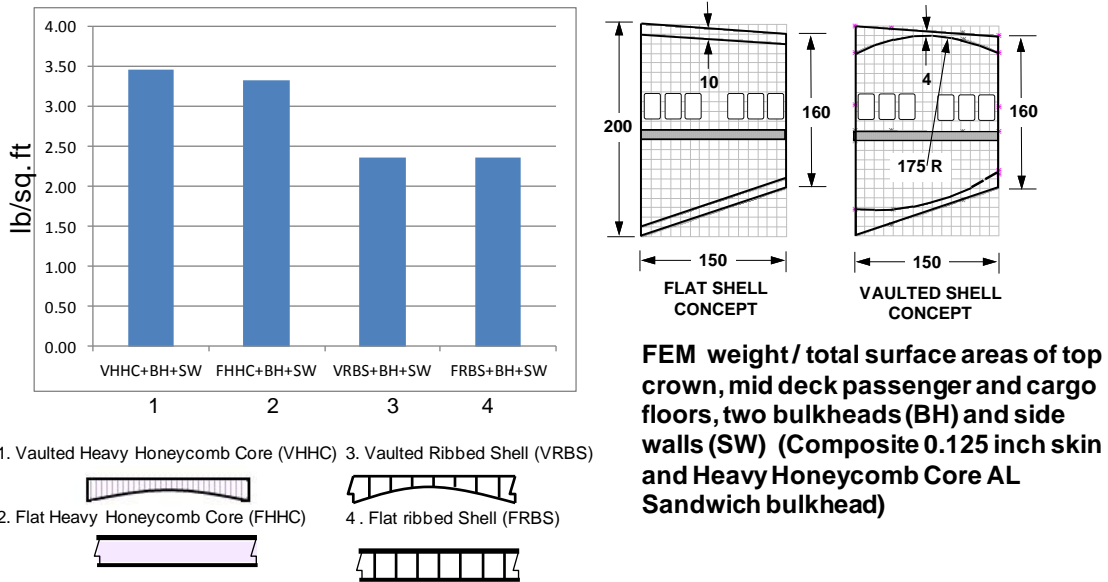 4.00
3.50
3.00
2.50
2.00
1.50
1.00
0.50
0.00
lb/sq. ft
VHHC+BH+SW FHHC+BH+SW VRBS+BH+SW FRBS+BH+SW
1 2 3 4
1. Vaulted Heavy Honeycomb Core (VHHC)
2. Flat Heavy Honeycomb Core (FHHC)
3. Vaulted Ribbed Shell (VRBS)
4 . Flat ribbed Shell (FRBS)
10
200
160
150
FLAT SHELL
CONCEPT
4
160
175 R
150
VAULTED SHELL
CONCEPT
FEM weight / total surface areas of top
crown, mid deck passenger and cargo
floors, two bulkheads (BH) and side
walls (SW) (Composite 0.125 inch skin
and Heavy Honeycomb Core AL
Sandwich bulkhead)